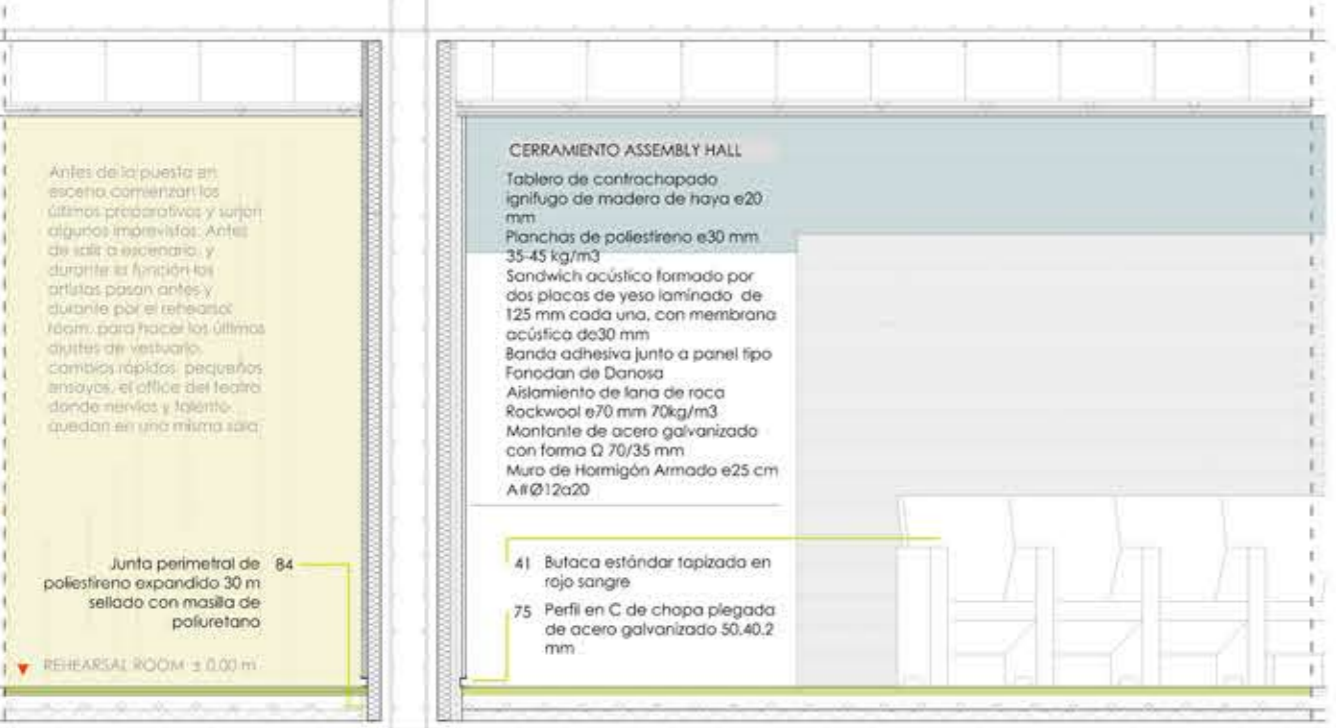 Antes de la puesta en
escena comienzan los
últimos preparativos y surjen
algunos imprevistos. Antes
de salir a escenario, y
durante la función los
artistas pasan antes y
durante por el rehearsal
room, para hacer los últimos
ajustes de vestuario,
cambios rápidos, pequeños
ensayos, el office del teatro
donde nervios y talento
quedan en una misma sala
Junta perimetral de 84
poliestireno expandido 30 m
sellado con masilla de
poliuretano
REHEARSAL ROOM ± 0.00 m
CERRAMIENTO ASSEMBLY HALL
Tablero de contrachapado
ignifugo de madera de haya e20
mm
Planchas de poliestireno e30 mm
35-45 kg/m3
Sandwich acústico formado por
dos placas de yeso laminado de
125 mm cada una, con membrana
acústica de30 mm
Banda adhesiva junto a panel tipo
Fonodan de Danosa
Aislamiento de lana de roca
Rockwool e70 mm 70kg/m3
Montante de acero galvanizado
con forma Ω 70/35 mm
Muro de Hormigón Armado e25 cm
A#Ø12a20
41 Butaca estándar tapizada en
rojo sangre
75 Perfil en C de chapa plegada
de acero galvanizado 50.40.2
mm